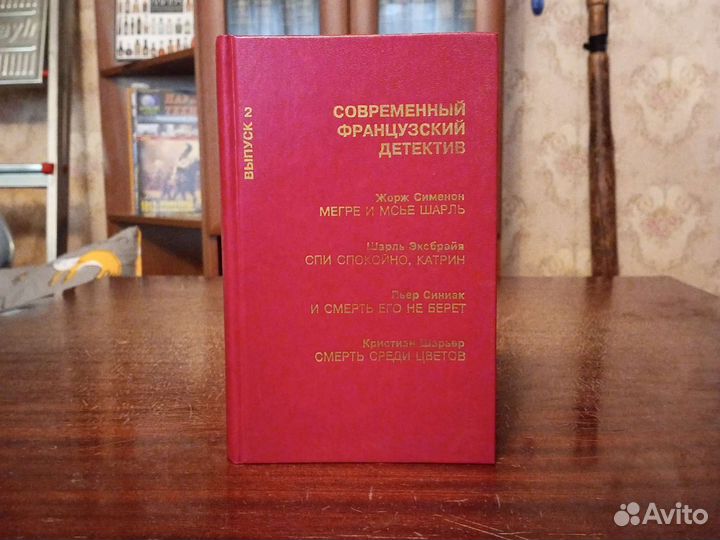 ВЫПУСК 2
СОВРЕМЕННЫЙ
ФРАНЦУЗСКИЙ
ДЕТЕКТИВ
Жорж Сименон
МЕГРЕ И МСЬЕ ШАРЛЬ
Шарль Эксбрайя
СПИ СПОКОЙНО, КАТРИН
Пьер Синиак
И СМЕРТЬ ЕГО НЕ БЕРЕТ
Кристиан Шарьер
СМЕРТЬ СРЕДИ ЦВЕТОВ
Avito